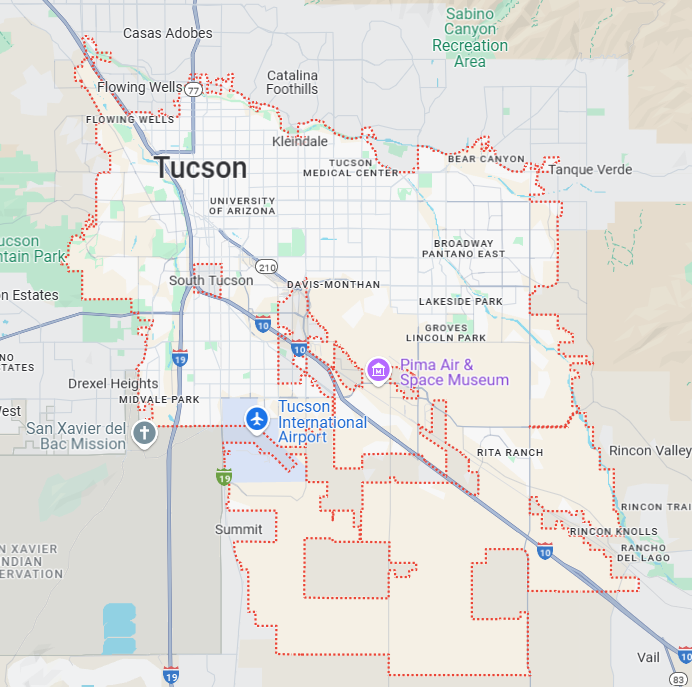 Casas Adobes
Sabino
Canyon
Recreation
Area
Flowing Wells
77
Catalina
Foothills
FLOWING WELLS
Kleindale
Tucson
TUCSON
MEDICAL CENTER
BEAR CANYON
Tanque Verde
UNIVERSITY
OF ARIZONA
ucson
ntain Park
BROADWAY
PANTANO EAST
210
South Tucson
DAVIS-MONTHAN
n Estates
LAKESIDE PARK
10
GROVES
LINCOLN PARK
10
19
NO
STATES
Pima Air &
Space Museum
Drexel Heights
MIDVALE PARK
West
Tucson
International
Airport
San Xavier del
Bac Mission
RITA RANCH
Rincon Valley
19
RINCON TRAI
Summit
RINCON KNOLLS
10
RANCHO
DEL LAGO
N XAVIER
NDIAN
ERVATION
Vail
10
19
83